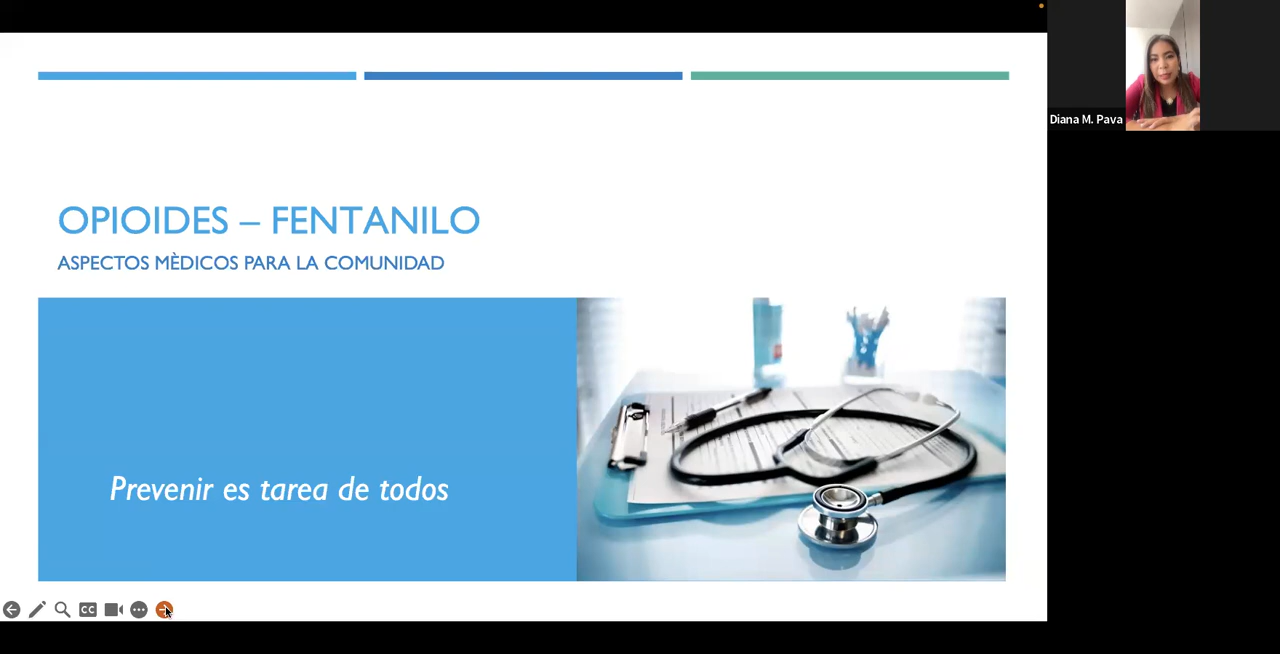 OPIOIDES – FENTANILO
ASPECTOS MÈDICOS PARA LA COMUNIDAD
Prevenir es tarea de todos
Diana M. Pava
CC